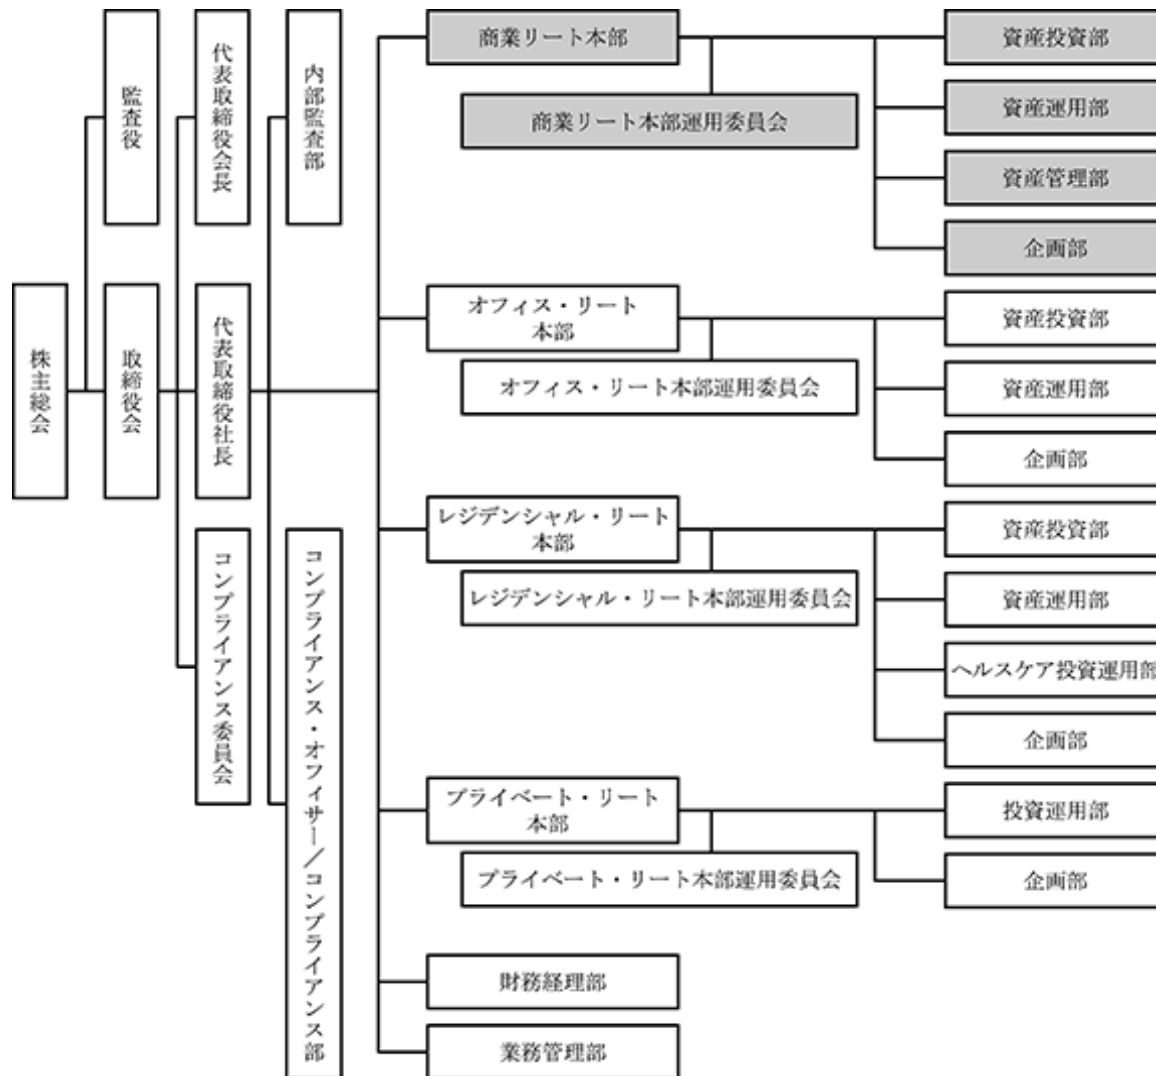 株主総会
監査役
取締役会
代表取締役会長
代表取締役社長
コンプライアンス委員会
内部監査部
コンプライアンス・オフィサー／コンプライアンス部
商業リート本部
商業リート本部運用委員会
資産投資部
資産運用部
資産管理部
企画部
オフィス・リート
本部
オフィス・リート本部運用委員会
資産投資部
資産運用部
企画部
レジデンシャル・リート
本部
レジデンシャル・リート本部運用委員会
資産投資部
資産運用部
ヘルスケア投資運用部
企画部
プライベート・リート
本部
プライベート・リート本部運用委員会
投資運用部
企画部
財務経理部
業務管理部